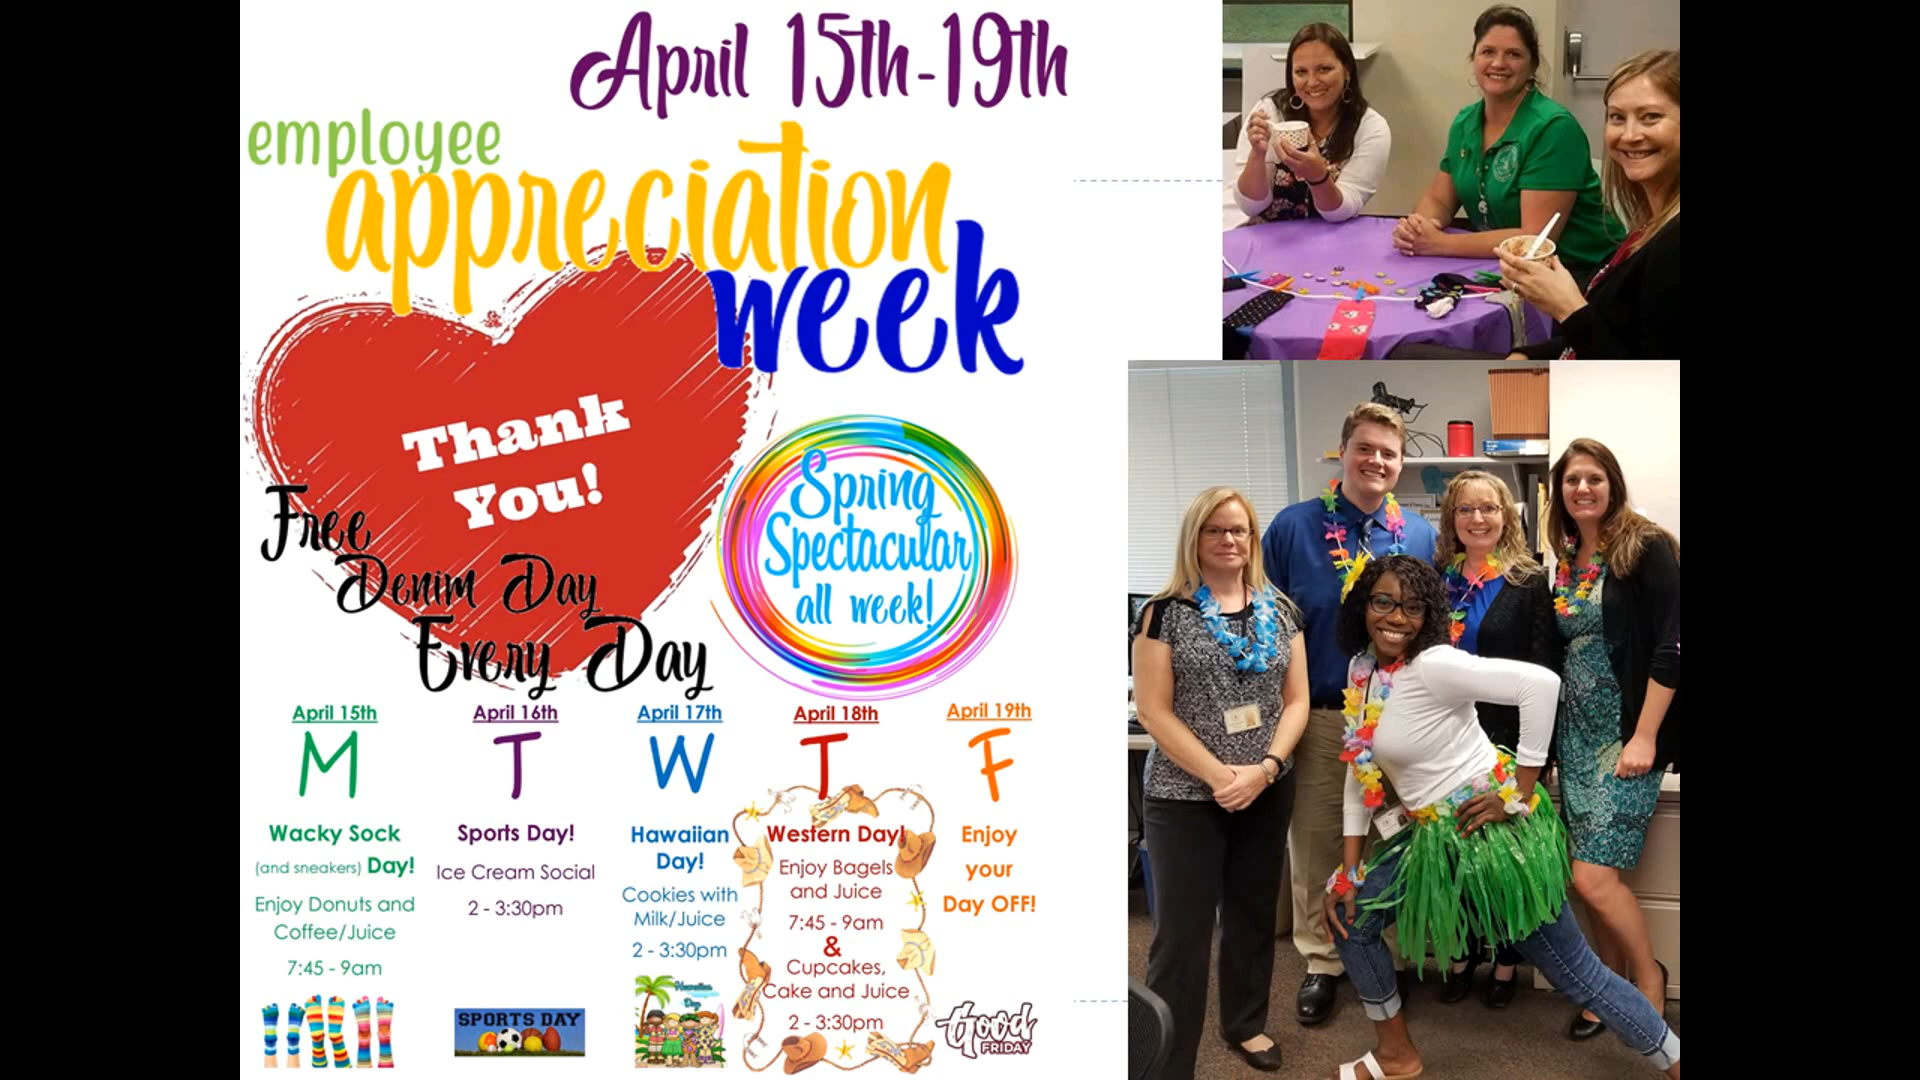 April 15th-19th
employee
appreciation
week
Thank
You!
Free
Denim Day
Every Day
Spring
Spectacular
all week!
April 15th
M
Wacky Sock
(and sneakers) Day!
Enjoy Donuts and
Coffee/Juice
7:45 - 9am
April 16th
T
Sports Day!
Ice Cream Social
2 - 3:30pm
SPORTS DAY
April 17th
W
Hawaiian
Day!
Cookies with
Milk/Juice
2 - 3:30pm
Hawaiian
Day
April 18th
T
Western Day!
Enjoy Bagels
and Juice
7:45 - 9am
&
Cupcakes,
Cake and Juice
2 - 3:30pm
April 19th
F
Enjoy
your
Day OFF!
Good
FRIDAY